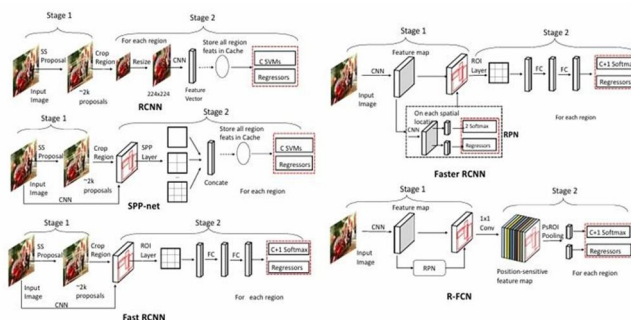 Stage 1
Stage 2
SS
Proposal
Crop
Region
For each region
Resize
CNN
Store all region
feats in Cache
C SVMs
Regressors
Input
Image
~2k
proposals
224x224
Feature
Vector
RCNN
Stage 1
Stage 2
SS
Proposal
Crop
Region
SPP
Layer
Store all region
feats in Cache
C SVMs
Regressors
Input
Image
~2k
proposals
CNN
Concate
For each region
SPP-net
Stage 1
Stage 2
SS
Proposal
Crop
Region
ROI
Layer
FC
FC
C+1 Softmax
Regressors
Input
Image
~2k
proposals
CNN
For each region
Fast RCNN
Stage 1
Stage 2
Feature map
CNN
ROI
Layer
FC
FC
C+1 Softmax
Regressors
Input
Image
For each region
On each spatial
CNN
2 Softmax
Regressors
RPN
Faster RCNN
Stage 1
Stage 2
Feature map
CNN
1x1
Conv
PsROI
Pooling
C+1 Softmax
Regressors
Input
Image
RPN
Position-sensitive
feature map
For each region
R-FCN